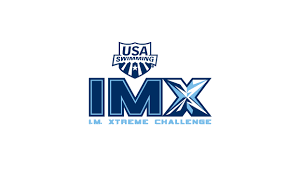 USA
SWIMMING
IMX
I.M. XTREME CHALLENGE